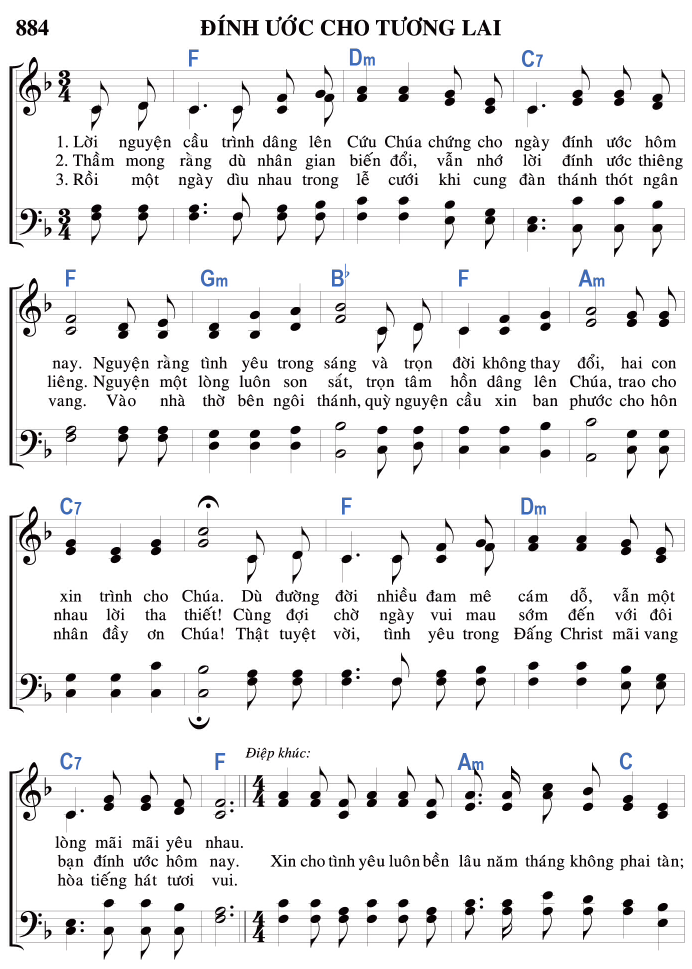 884 ĐÍNH ƯỚC CHO TƯƠNG LAI
F Dm C7
3 4
1. Lời nguyện cầu trình dâng lên Cứu Chúa chứng cho ngày đính ước hôm
2. Thầm mong rằng dù nhân gian biến đổi, vẫn nhớ lời đính ước thiêng
3. Rồi một ngày dìu nhau trong lễ cưới khi cung đàn thánh thót ngân
3 4
F Gm B♭ F Am
nay. Nguyện rằng tình yêu trong sáng và trọn đời không thay đổi, hai con
liêng. Nguyện một lòng luôn son sắt, trọn tâm hồn dâng lên Chúa, trao cho
vang. Vào nhà thờ bên ngôi thánh, quỳ nguyện cầu xin ban phước cho hôn
C7 F Dm
xin trình cho Chúa. Dù đường đời nhiều đam mê cám dỗ, vẫn một
nhau lời tha thiết! Cùng đợi chờ ngày vui mau sớm đến với đôi
nhân đầy ơn Chúa! Thật tuyệt vời, tình yêu trong Đấng Christ mãi vang
C7 F Điệp khúc: Am C
4 4
lòng mãi mãi yêu nhau.
bạn đính ước hôm nay. Xin cho tình yêu luôn bền lâu năm tháng không phai tàn;
hòa tiếng hát tươi vui.
4 4